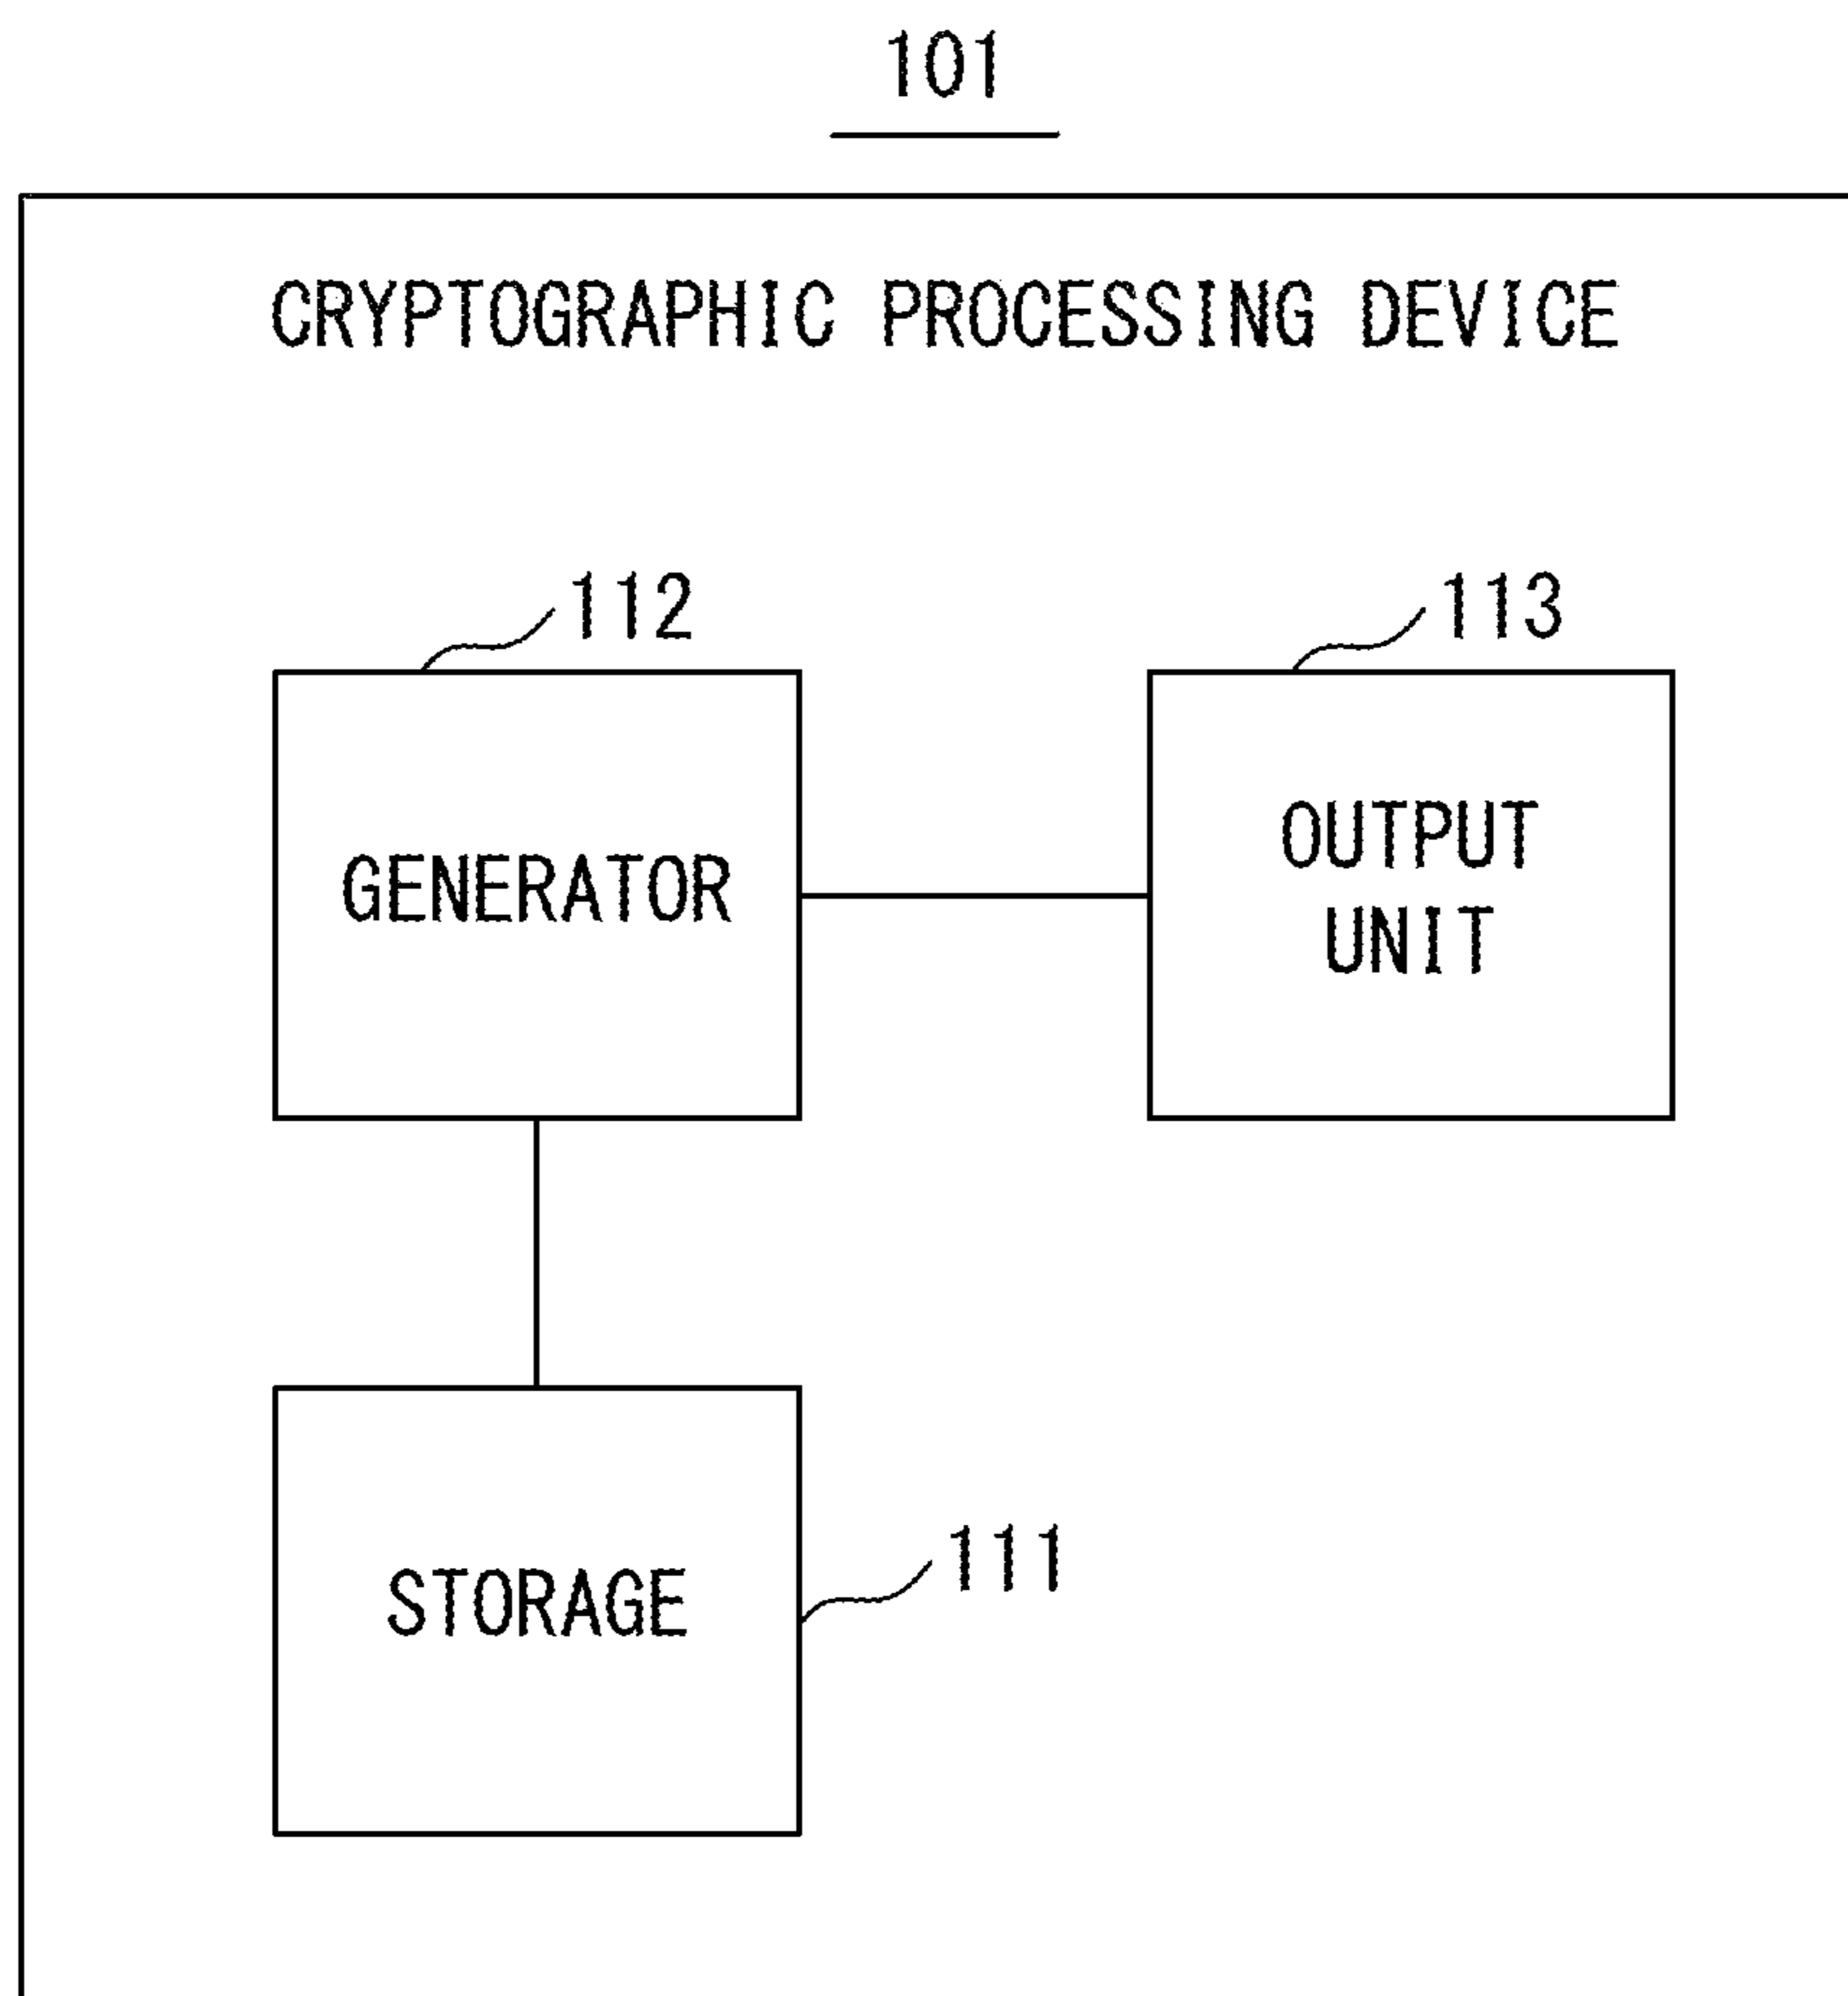 101
CRYPTOGRAPHIC PROCESSING DEVICE
112
113
GENERATOR
OUTPUT
UNIT
STORAGE
111